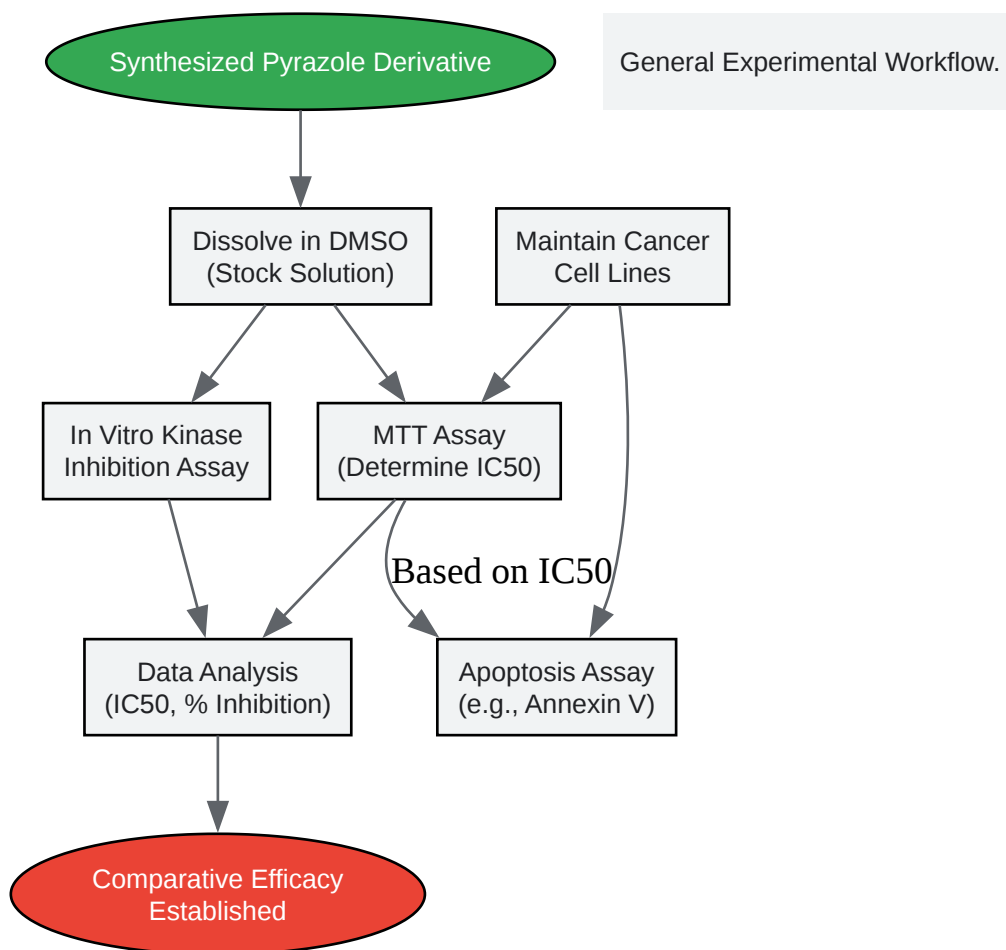 Synthesized Pyrazole Derivative
General Experimental Workflow.
Dissolve in DMSO
(Stock Solution)
Maintain Cancer
Cell Lines
In Vitro Kinase
Inhibition Assay
MTT Assay
(Determine IC50)
Based on IC50
Data Analysis
(IC50, % Inhibition)
Apoptosis Assay
(e.g., Annexin V)
Comparative Efficacy
Established